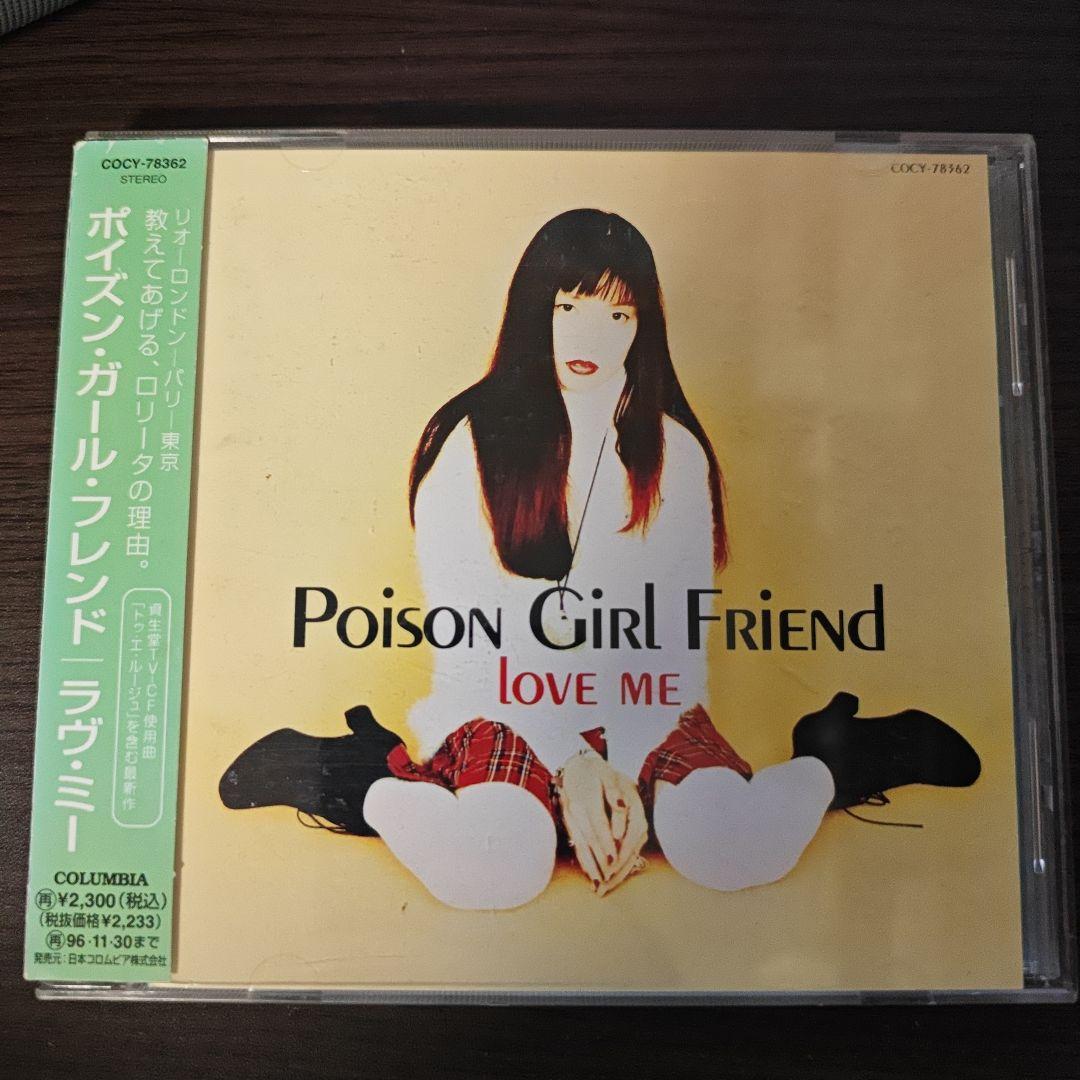 COCY-78362
STEREO
リオーロンドンーパリー東京
教えてあげる、ロリータの理由。
ポイズン・ガール・フレンド｜ラヴ・ミー
資生堂TV-CF使用曲
「トゥ・エ・ルージュ」を含む最新作
COLUMBIA
再¥2,300(税込)
(税抜価格¥2,233)
再96・11・30まで
発売元:日本コロムビア株式会社
COCY-78362
Poison Girl Friend
love me